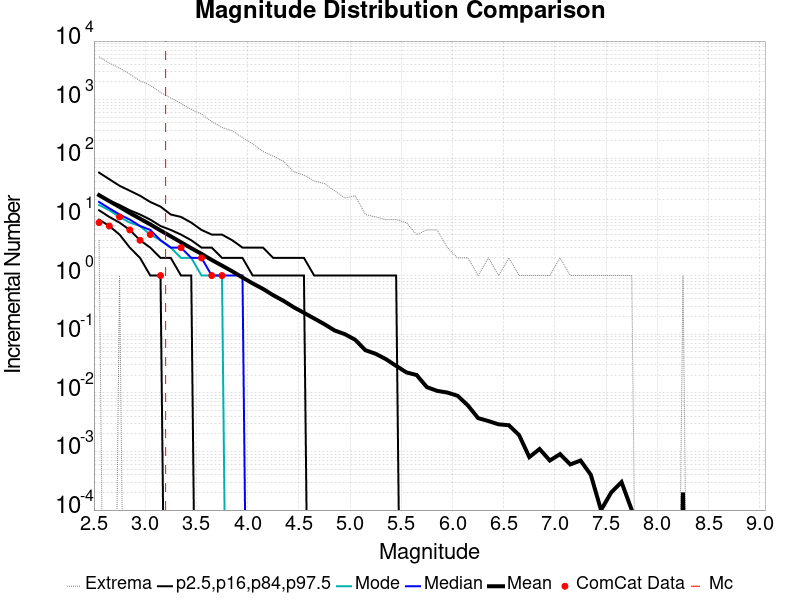 Magnitude Distribution Comparison
10^4
10^3
10^2
10^1
10^0
10^-1
10^-2
10^-3
10^-4
Incremental Number
2.5 3.0 3.5 4.0 4.5 5.0 5.5 6.0 6.5 7.0 7.5 8.0 8.5 9.0
Magnitude
Extrema p2.5,p16,p84,p97.5 Mode Median Mean ComCat Data Mc